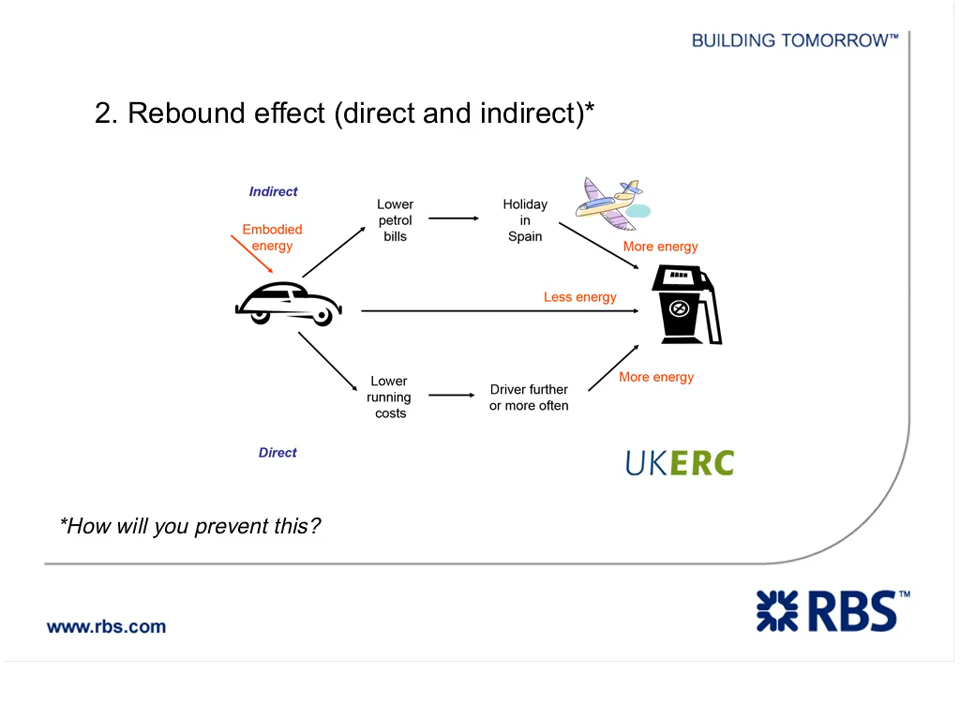 BUILDING TOMORROW™
2. Rebound effect (direct and indirect)*
Indirect
Embodied
energy
Lower
petrol
bills
Holiday
in
Spain
More energy
Less energy
Lower
running
costs
Driver further
or more often
More energy
Direct
UKERC
*How will you prevent this?
www.rbs.com
RBS™